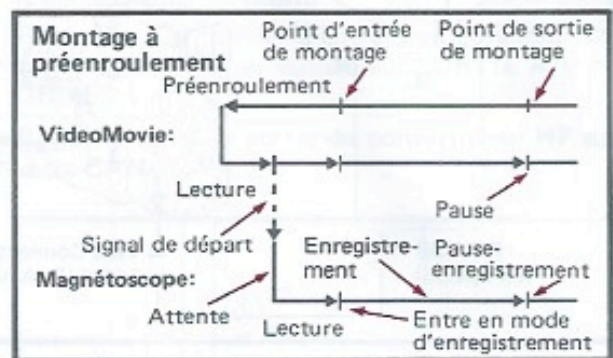 Montage à
préenroulement
Point d'entrée
de montage
Point de sortie
de montage
Préenroulement
VideoMovie:
Lecture
Pause
Signal de départ
Enregistre-
ment
Pause-
enregistrement
Magnétoscope:
Attente
Lecture
Entre en mode
d'enregistrement